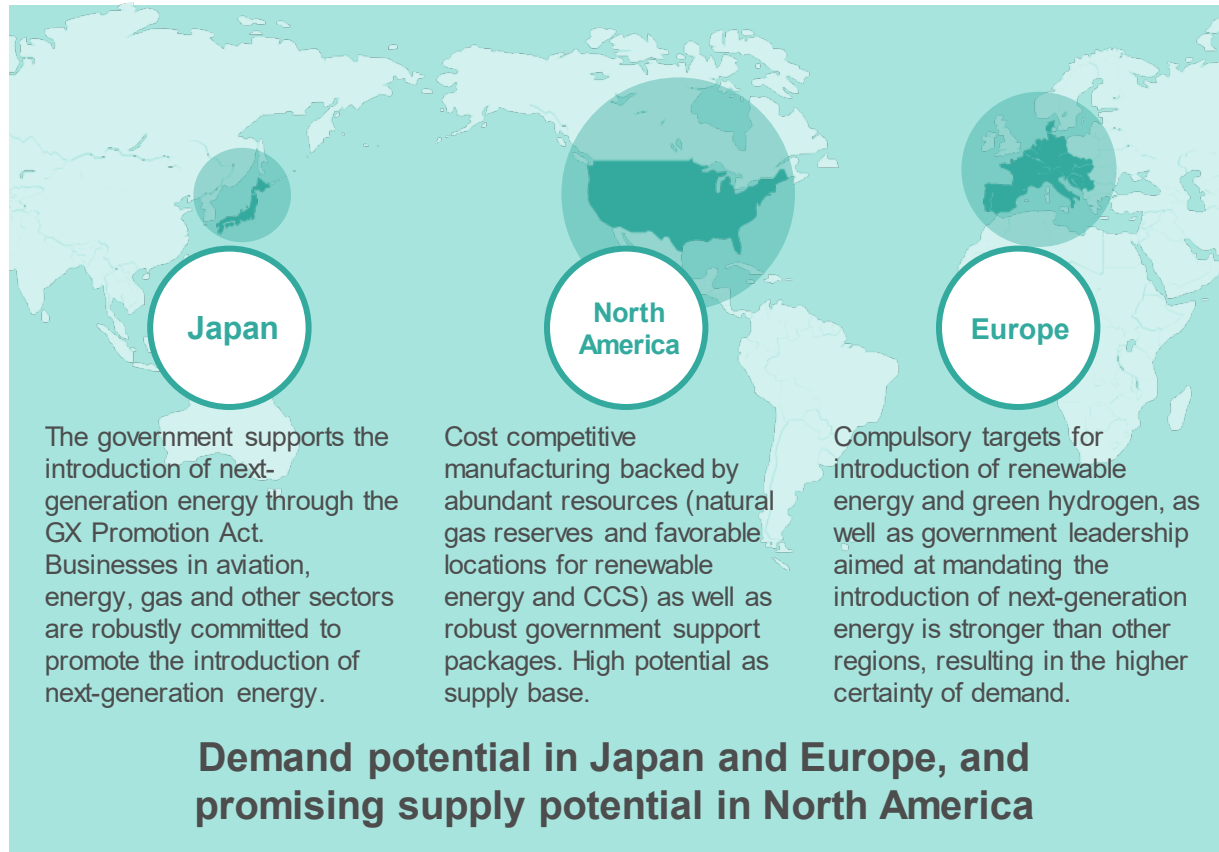 Japan
North
America
Europe
The government supports the
introduction of next-
generation energy through the
GX Promotion Act.
Businesses in aviation,
energy, gas and other sectors
are robustly committed to
promote the introduction of
next-generation energy.
Cost competitive
manufacturing backed by
abundant resources (natural
gas reserves and favorable
locations for renewable
energy and CCS) as well as
robust government support
packages. High potential as
supply base.
Compulsory targets for
introduction of renewable
energy and green hydrogen, as
well as government leadership
aimed at mandating the
introduction of next-generation
energy is stronger than other
regions, resulting in the higher
certainty of demand.
Demand potential in Japan and Europe, and
promising supply potential in North America